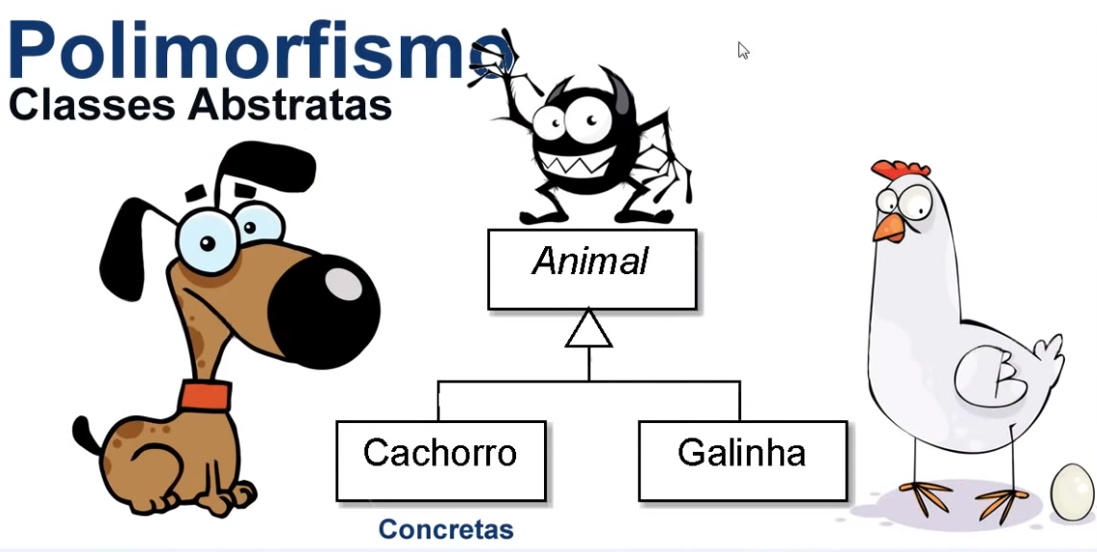 Polimorfismo
Classes Abstratas
Animal
Cachorro
Galinha
Concretas